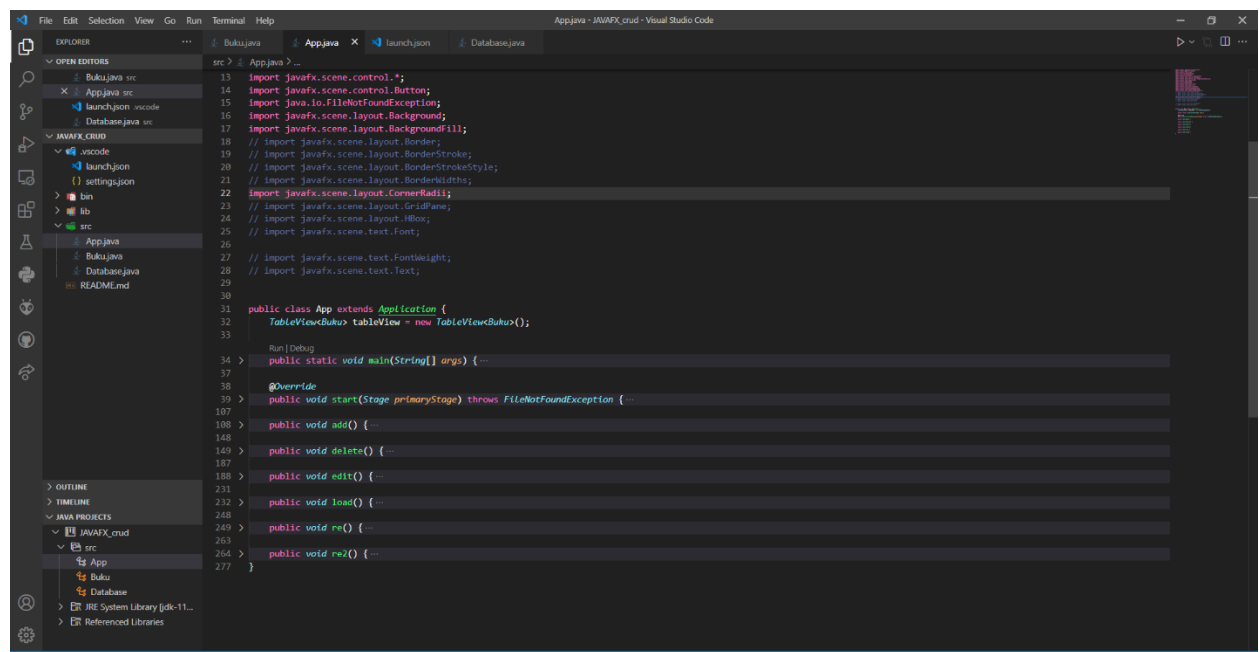 File Edit Selection View Go Run Terminal Help App.java - JAVAFX_crud - Visual Studio Code
EXPLORER
OPEN EDITORS
Buku.java src
App.java src
launch.json .vscode
Database.java src
JAVAFX_CRUD
.vscode
launch.json
{} settings.json
bin
lib
src
App.java
Buku.java
Database.java
README.md
OUTLINE
TIMELINE
JAVA PROJECTS
JAVAFX_crud
src
App
Buku
Database
JRE System Library [jdk-11...
Referenced Libraries
Buku.java App.java launch.json Database.java
src > App.java > ...
13 import javafx.scene.control.*;
14 import javafx.scene.control.Button;
15 import java.io.FileNotFoundException;
16 import javafx.scene.layout.Background;
17 import javafx.scene.layout.BackgroundFill;
18 // import javafx.scene.layout.Border;
19 // import javafx.scene.layout.BorderStroke;
20 // import javafx.scene.layout.BorderStrokeStyle;
21 // import javafx.scene.layout.BorderWidths;
22 import javafx.scene.layout.CornerRadii;
23 // import javafx.scene.layout.GridPane;
24 // import javafx.scene.layout.HBox;
25 // import javafx.scene.text.Font;
26
27 // import javafx.scene.text.FontWeight;
28 // import javafx.scene.text.Text;
29
30
31 public class App extends Application {
32 TableView<Buku> tableView = new TableView<Buku>();
33
Run | Debug
34 > public static void main(String[] args) { ...
37
38 @Override
39 > public void start(Stage primaryStage) throws FileNotFoundException { ...
107
108 > public void add() { ...
148
149 > public void delete() { ...
187
188 > public void edit() { ...
231
232 > public void load() { ...
248
249 > public void re() { ...
263
264 > public void re2() { ...
277 }